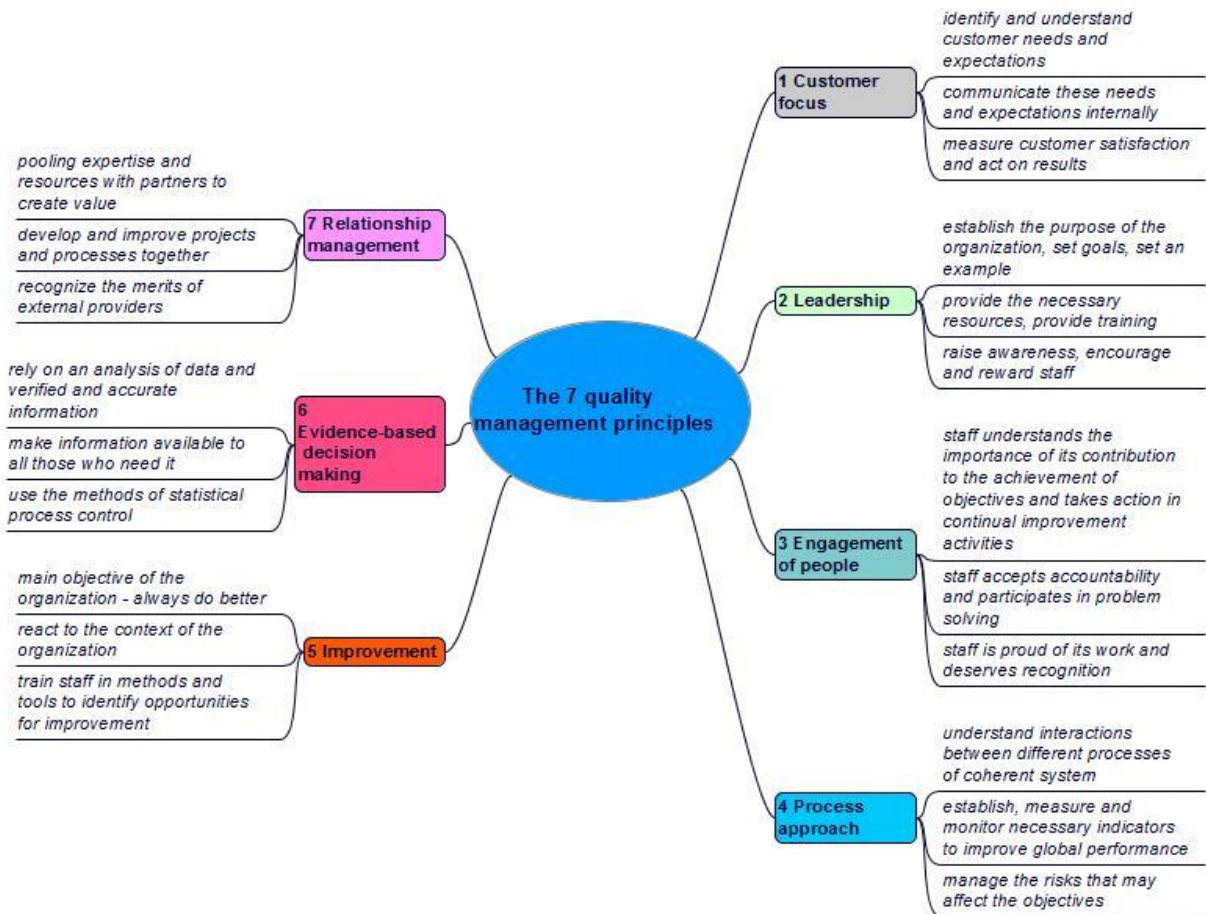 The 7 quality
management principles
1 Customer
focus
identify and understand
customer needs and
expectations
communicate these needs
and expectations internally
measure customer satisfaction
and act on results
2 Leadership
establish the purpose of the
organization, set goals, set an
example
provide the necessary
resources, provide training
raise awareness, encourage
and reward staff
3 Engagement
of people
staff understands the
importance of its contribution
to the achievement of
objectives and takes action in
continual improvement
activities
staff accepts accountability
and participates in problem
solving
staff is proud of its work and
deserves recognition
4 Process
approach
understand interactions
between different processes
of coherent system
establish, measure and
monitor necessary indicators
to improve global performance
manage the risks that may
affect the objectives
5 Improvement
main objective of the
organization - always do better
react to the context of the
organization
train staff in methods and
tools to identify opportunities
for improvement
6
Evidence-based
decision
making
rely on an analysis of data and
verified and accurate
information
make information available to
all those who need it
use the methods of statistical
process control
7 Relationship
management
pooling expertise and
resources with partners to
create value
develop and improve projects
and processes together
recognize the merits of
external providers